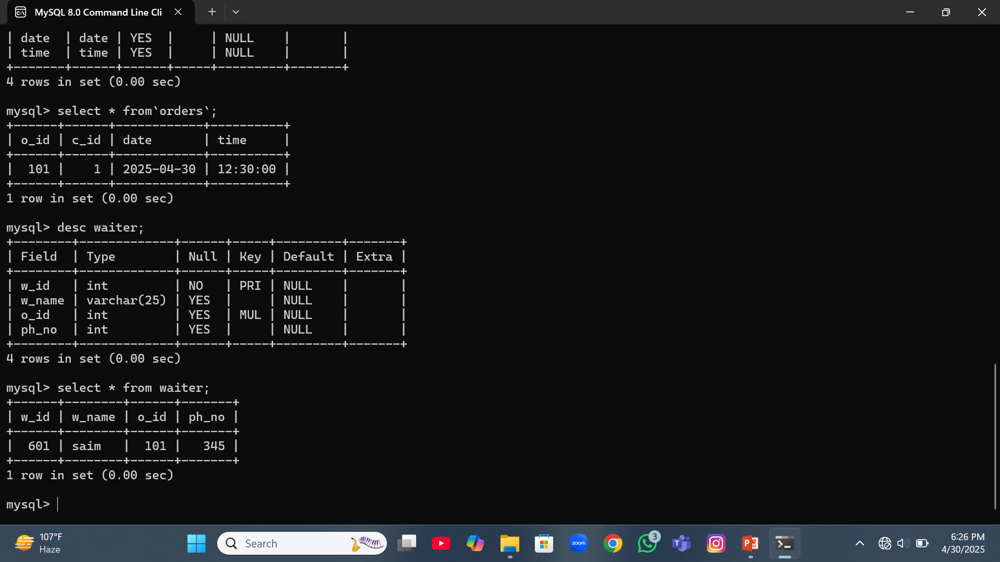 MySQL 8.0 Command Line Cli
| date  | date | YES  |     | NULL    |       |
| time  | time | YES  |     | NULL    |       |
+-------+------+------+-----+---------+-------+
4 rows in set (0.00 sec)
mysql> select * from`orders`;
+------+------+------------+----------+
| o_id | c_id | date       | time     |
+------+------+------------+----------+
|  101 |    1 | 2025-04-30 | 12:30:00 |
+------+------+------------+----------+
1 row in set (0.00 sec)
mysql> desc waiter;
+--------+-------------+------+-----+---------+-------+
| Field  | Type        | Null | Key | Default | Extra |
+--------+-------------+------+-----+---------+-------+
| w_id   | int         | NO   | PRI | NULL    |       |
| w_name | varchar(25) | YES  |     | NULL    |       |
| o_id   | int         | YES  | MUL | NULL    |       |
| ph_no  | int         | YES  |     | NULL    |       |
+--------+-------------+------+-----+---------+-------+
4 rows in set (0.00 sec)
mysql> select * from waiter;
+------+--------+------+-------+
| w_id | w_name | o_id | ph_no |
+------+--------+------+-------+
|  601 | saim   |  101 |   345 |
+------+--------+------+-------+
1 row in set (0.00 sec)
mysql>
107°F
Haze
Search
zoom
3
6:26 PM
4/30/2025